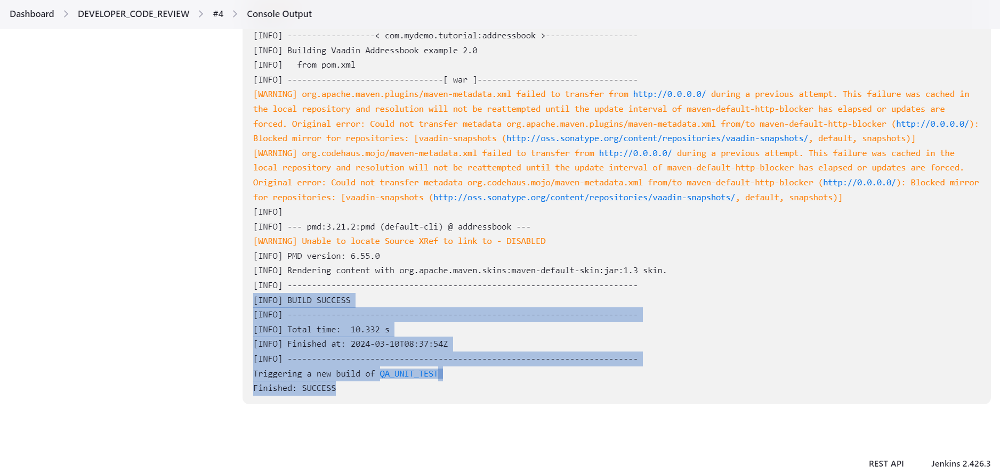 Dashboard > DEVELOPER_CODE_REVIEW > #4 > Console Output
[INFO] ------------------< com.mydemo.tutorial:addressbook >-------------------
[INFO] Building Vaadin Addressbook example 2.0
[INFO]   from pom.xml
[INFO] --------------------------------[ war ]---------------------------------
[WARNING] org.apache.maven.plugins/maven-metadata.xml failed to transfer from http://0.0.0.0/ during a previous attempt. This failure was cached in
the local repository and resolution will not be reattempted until the update interval of maven-default-http-blocker has elapsed or updates are
forced. Original error: Could not transfer metadata org.apache.maven.plugins/maven-metadata.xml from/to maven-default-http-blocker (http://0.0.0.0/):
Blocked mirror for repositories: [vaadin-snapshots (http://oss.sonatype.org/content/repositories/vaadin-snapshots/, default, snapshots)]
[WARNING] org.codehaus.mojo/maven-metadata.xml failed to transfer from http://0.0.0.0/ during a previous attempt. This failure was cached in the
local repository and resolution will not be reattempted until the update interval of maven-default-http-blocker has elapsed or updates are forced.
Original error: Could not transfer metadata org.codehaus.mojo/maven-metadata.xml from/to maven-default-http-blocker (http://0.0.0.0/): Blocked mirror
for repositories: [vaadin-snapshots (http://oss.sonatype.org/content/repositories/vaadin-snapshots/, default, snapshots)]
[INFO]
[INFO] --- pmd:3.21.2:pmd (default-cli) @ addressbook ---
[WARNING] Unable to locate Source XRef to link to - DISABLED
[INFO] PMD version: 6.55.0
[INFO] Rendering content with org.apache.maven.skins:maven-default-skin:jar:1.3 skin.
[INFO] ------------------------------------------------------------------------
[INFO] BUILD SUCCESS
[INFO] ------------------------------------------------------------------------
[INFO] Total time:  10.332 s
[INFO] Finished at: 2024-03-10T08:37:54Z
[INFO] ------------------------------------------------------------------------
Triggering a new build of QA_UNIT_TEST
Finished: SUCCESS
REST API Jenkins 2.426.3